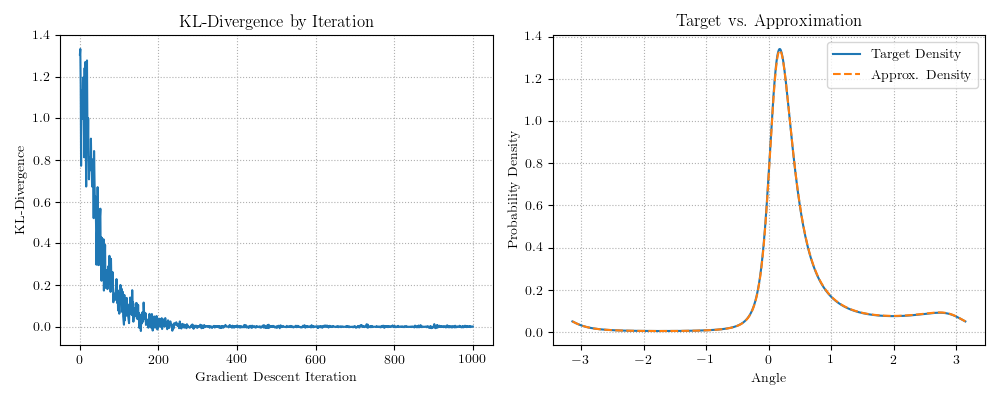 KL-Divergence by Iteration
KL-Divergence
1.4
1.2
1.0
0.8
0.6
0.4
0.2
0.0
0 200 400 600 800 1000
Gradient Descent Iteration
Target vs. Approximation
Probability Density
1.4
1.2
1.0
0.8
0.6
0.4
0.2
0.0
Target Density
Approx. Density
−3 −2 −1 0 1 2 3
Angle